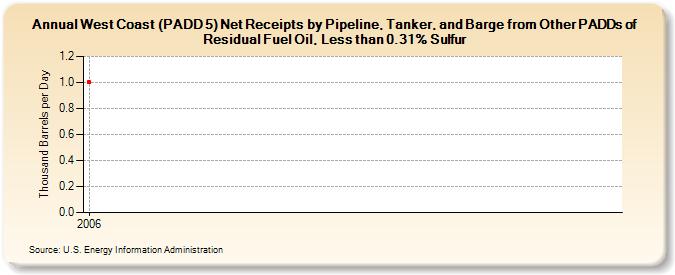 Annual West Coast (PADD 5) Net Receipts by Pipeline, Tanker, and Barge from Other PADDs of
Residual Fuel Oil, Less than 0.31% Sulfur
Thousand Barrels per Day
1.2
1.0
0.8
0.6
0.4
0.2
0.0
2006
Source: U.S. Energy Information Administration